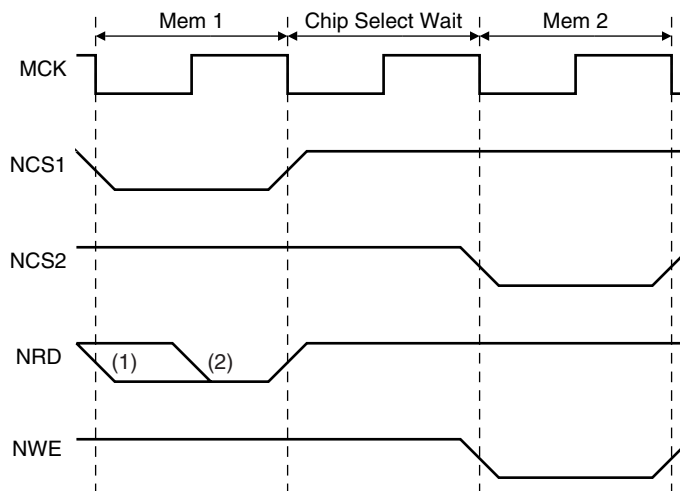 Mem 1
Chip Select Wait
Mem 2
MCK
NCS1
NCS2
NRD
(1)
(2)
NWE